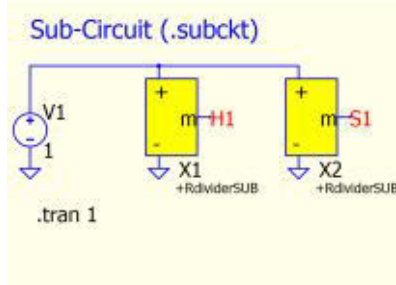 Sub-Circuit (.subckt)
V1
1
+
-
+
m
-
H1
X1
+RdividerSUB
+
m
-
S1
X2
+RdividerSUB
.tran 1